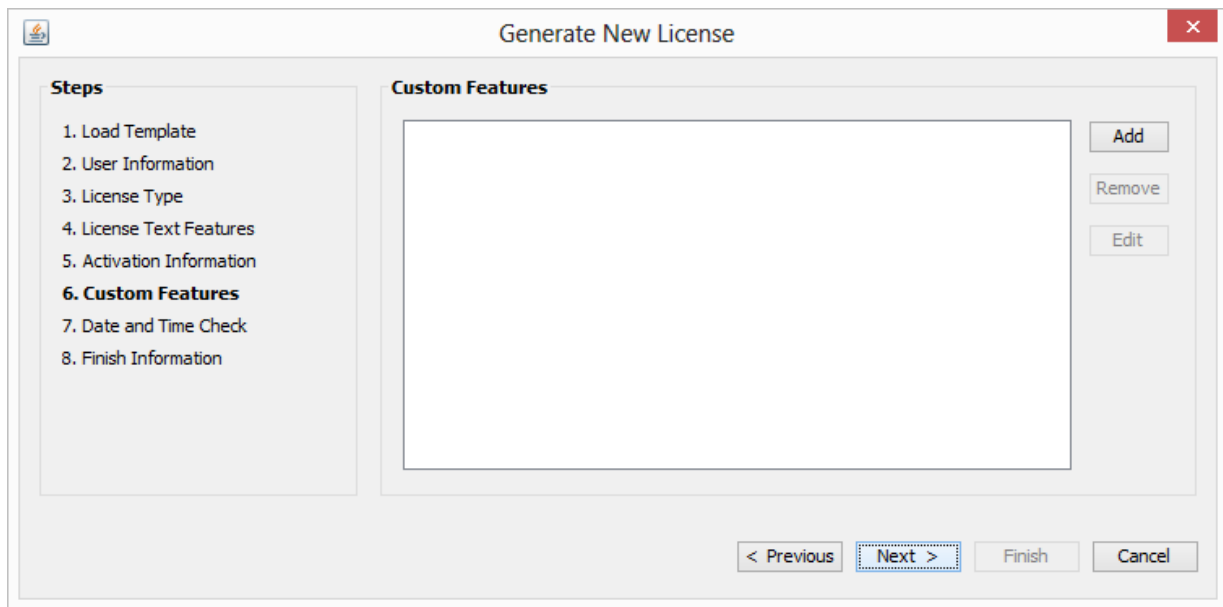 Generate New License
Steps
1. Load Template
2. User Information
3. License Type
4. License Text Features
5. Activation Information
6. Custom Features
7. Date and Time Check
8. Finish Information
Custom Features
Add
Remove
Edit
< Previous
Next >
Finish
Cancel